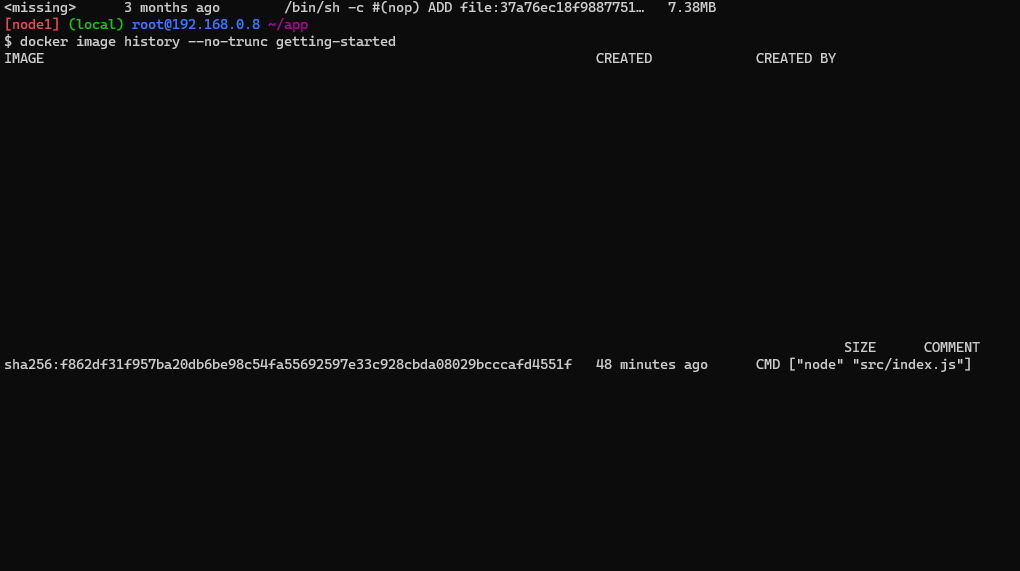 <missing>      3 months ago        /bin/sh -c #(nop) ADD file:37a76ec18f9887751…   7.38MB
[node1] (local) root@192.168.0.8 ~/app
$ docker image history --no-trunc getting-started
IMAGE                                                                     CREATED             CREATED BY
SIZE      COMMENT
sha256:f862df31f957ba20db6be98c54fa55692597e33c928cbda08029bcccafd4551f   48 minutes ago      CMD ["node" "src/index.js"]